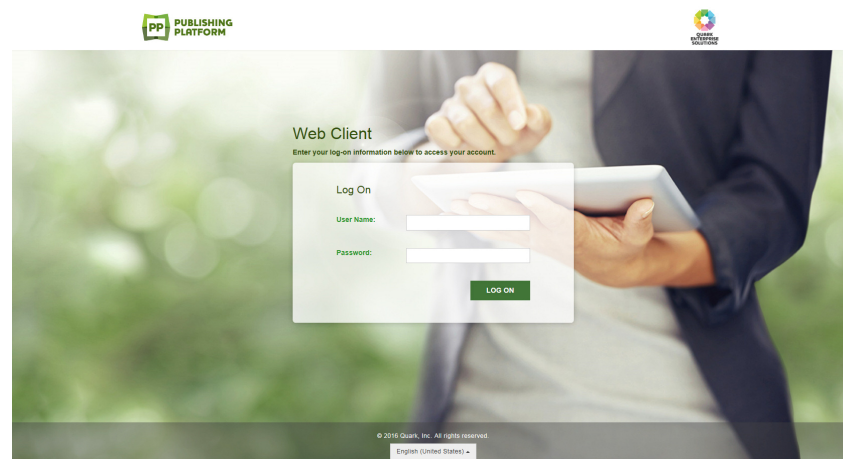 PP PUBLISHING
PLATFORM
QUARK
ENTERPRISE
SOLUTIONS
Web Client
Enter your log-on information below to access your account.
Log On
User Name:
Password:
LOG ON
© 2016 Quark, Inc. All rights reserved.
English (United States)